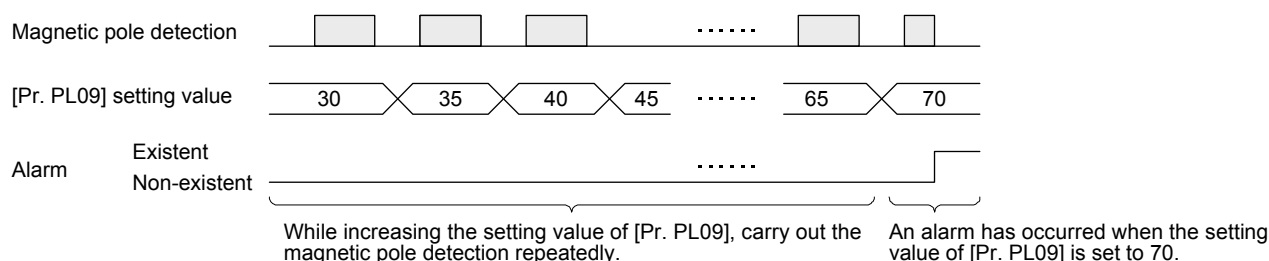 Magnetic pole detection
......
[Pr. PL09] setting value
30 35 40 45 ...... 65 70
Alarm
Existent
Non-existent
......
While increasing the setting value of [Pr. PL09], carry out the
magnetic pole detection repeatedly.
An alarm has occurred when the setting
value of [Pr. PL09] is set to 70.